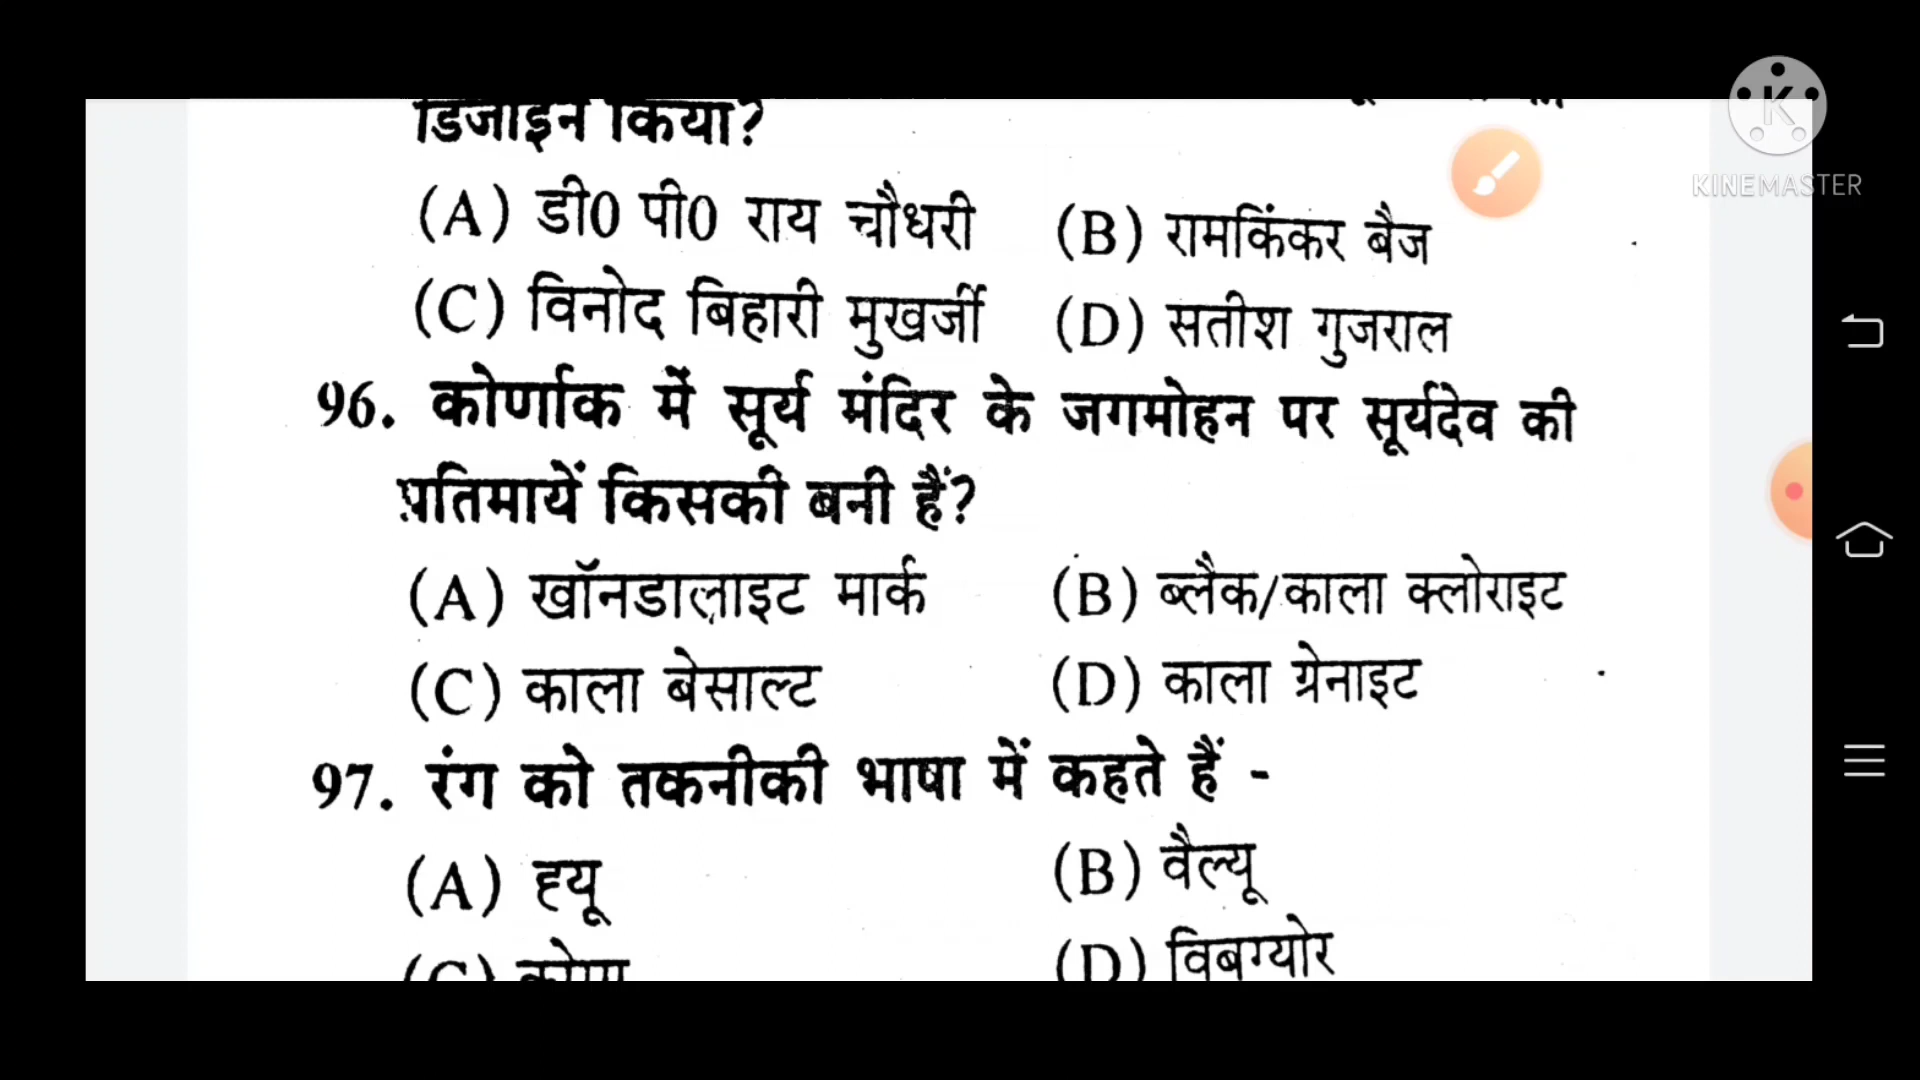 डिजाइन किया?
(A) डी0 पी0 राय चौधरी (B) रामकिंकर बैज
(C) विनोद बिहारी मुखर्जी (D) सतीश गुजराल
96. कोर्णाक में सूर्य मंदिर के जगमोहन पर सूर्यदेव की
प्रतिमायें किसकी बनी हैं?
(A) खॉनडालाइट मार्क (B) ब्लैक/काला क्लोराइट
(C) काला बेसाल्ट (D) काला ग्रेनाइट
97. रंग को तकनीकी भाषा में कहते हैं -
(A) ह्यू (B) वैल्यू
(C) (D) विबग्योर
K
KINEMASTER